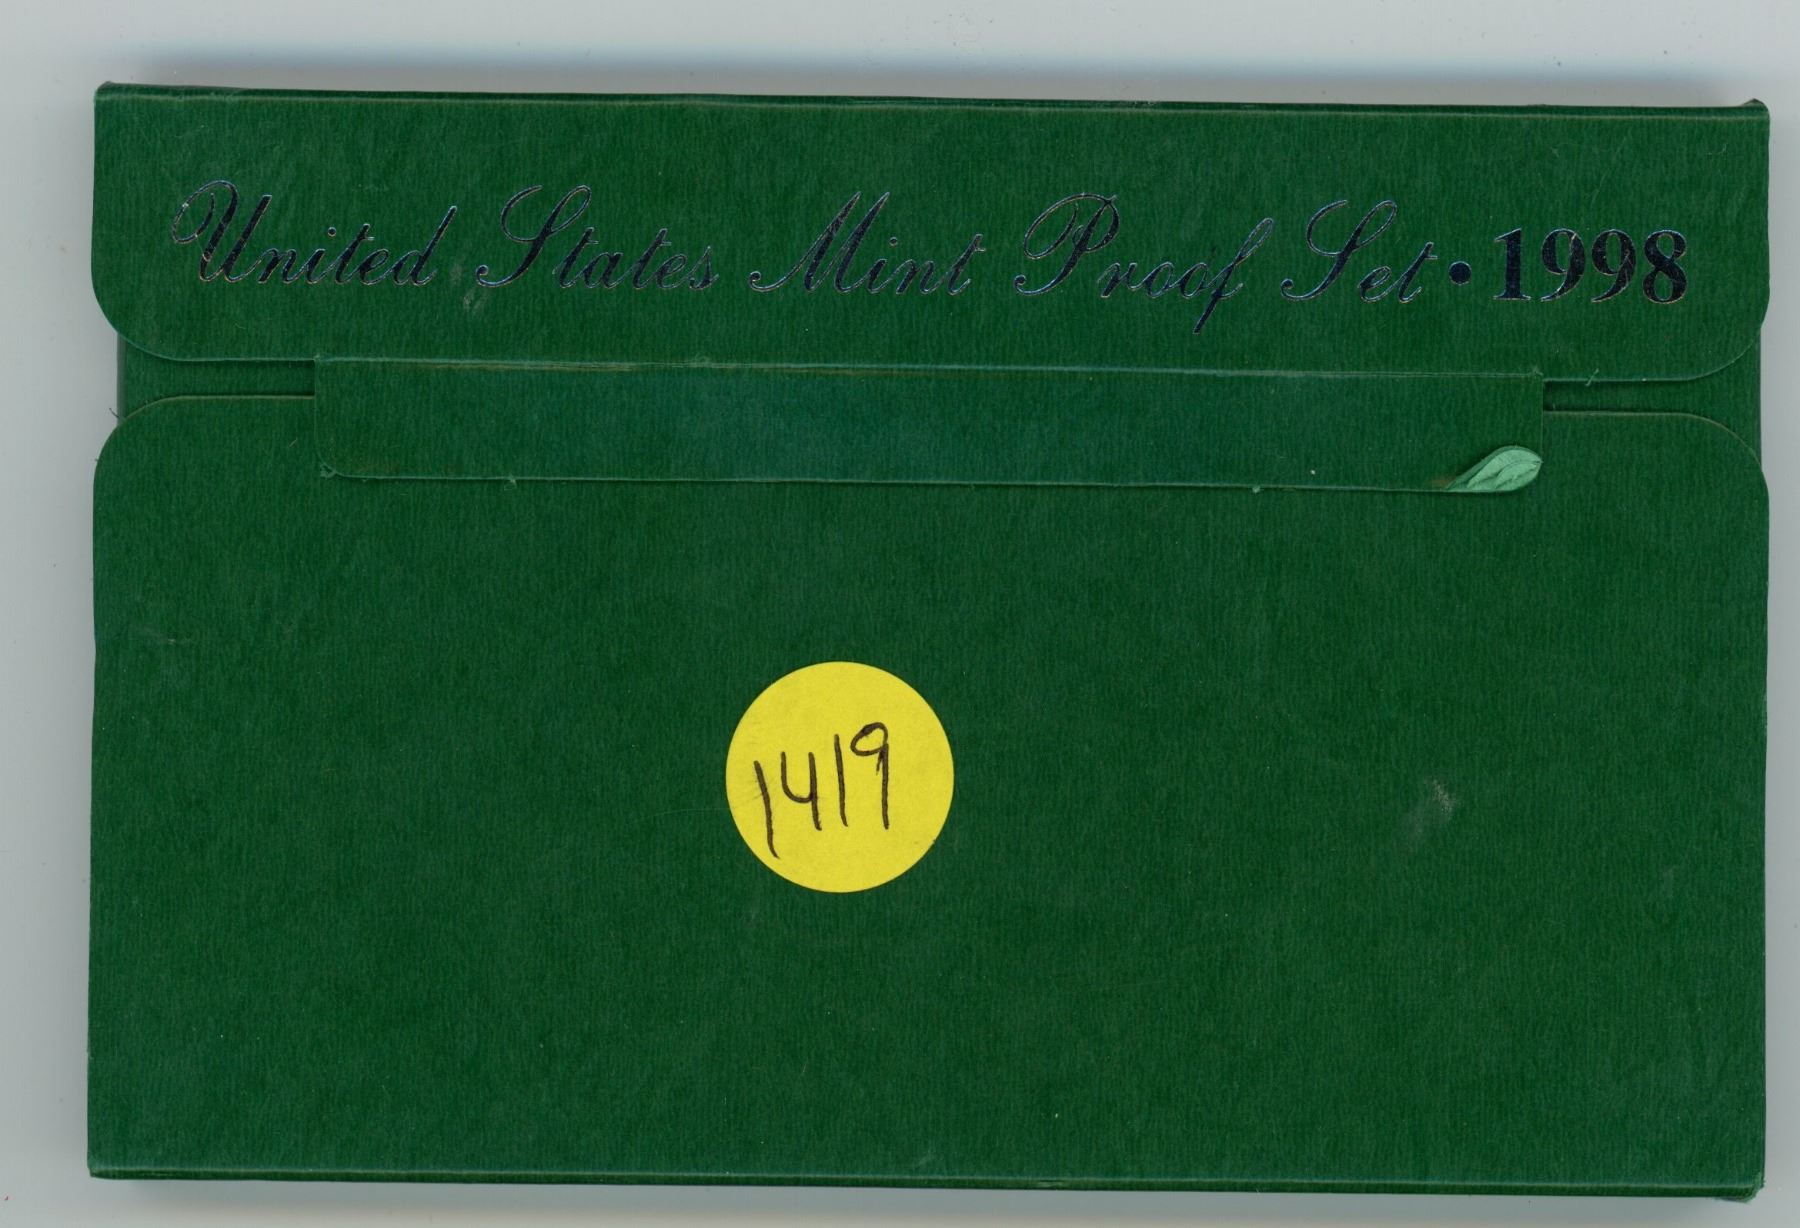 United States Mint Proof Set • 1998
1419